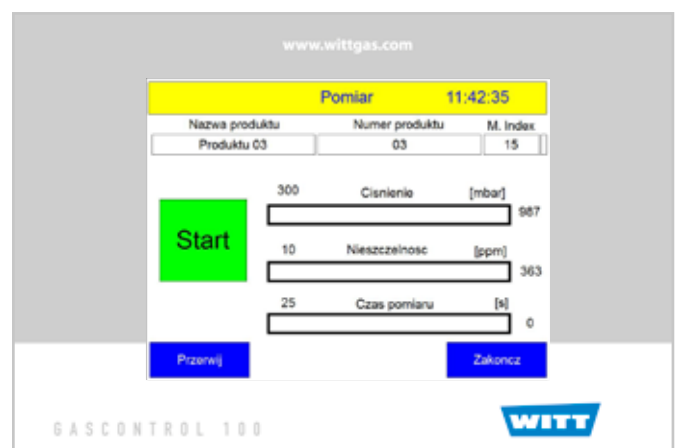 www.wittgas.com
Pomiar 11:42:35
Nazwa produktu Numer produktu M. Index
Produktu 03 03 15
300 Cisnienie [mbar]
987
Start
10 Nieszczelnosc [ppm]
363
25 Czas pomiaru [s]
0
Przerwij Zakoncz
GASCONTROL 100 WITT